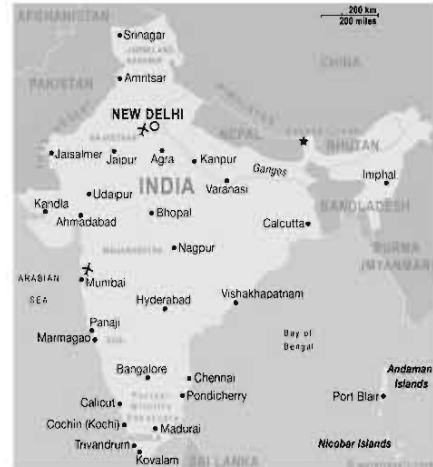 AFGHANISTAN
200 km
200 miles
Srinagar
CHINA
Amritsar
PAKISTAN
NEW DELHI
NEPAL
BHUTAN
Jaisalmer
Jaipur
Agra
Kanpur
Ganges
Imphal
Varanasi
INDIA
Udaipur
Kandla
Ahmadabad
Bhopal
Calcutta
BANGLADESH
Nagpur
BURMA
(MYANMAR)
ARABIAN
SEA
Mumbai
Hyderabad
Vishakhapatnam
Panaji
Marmagao
Bay of
Bengal
Bangalore
Chennai
Andaman
Islands
Calicut
Pondicherry
Port Blair
Cochin (Kochi)
Madurai
Trivandrum
Kovalam
Nicobar Islands
SRI LANKA